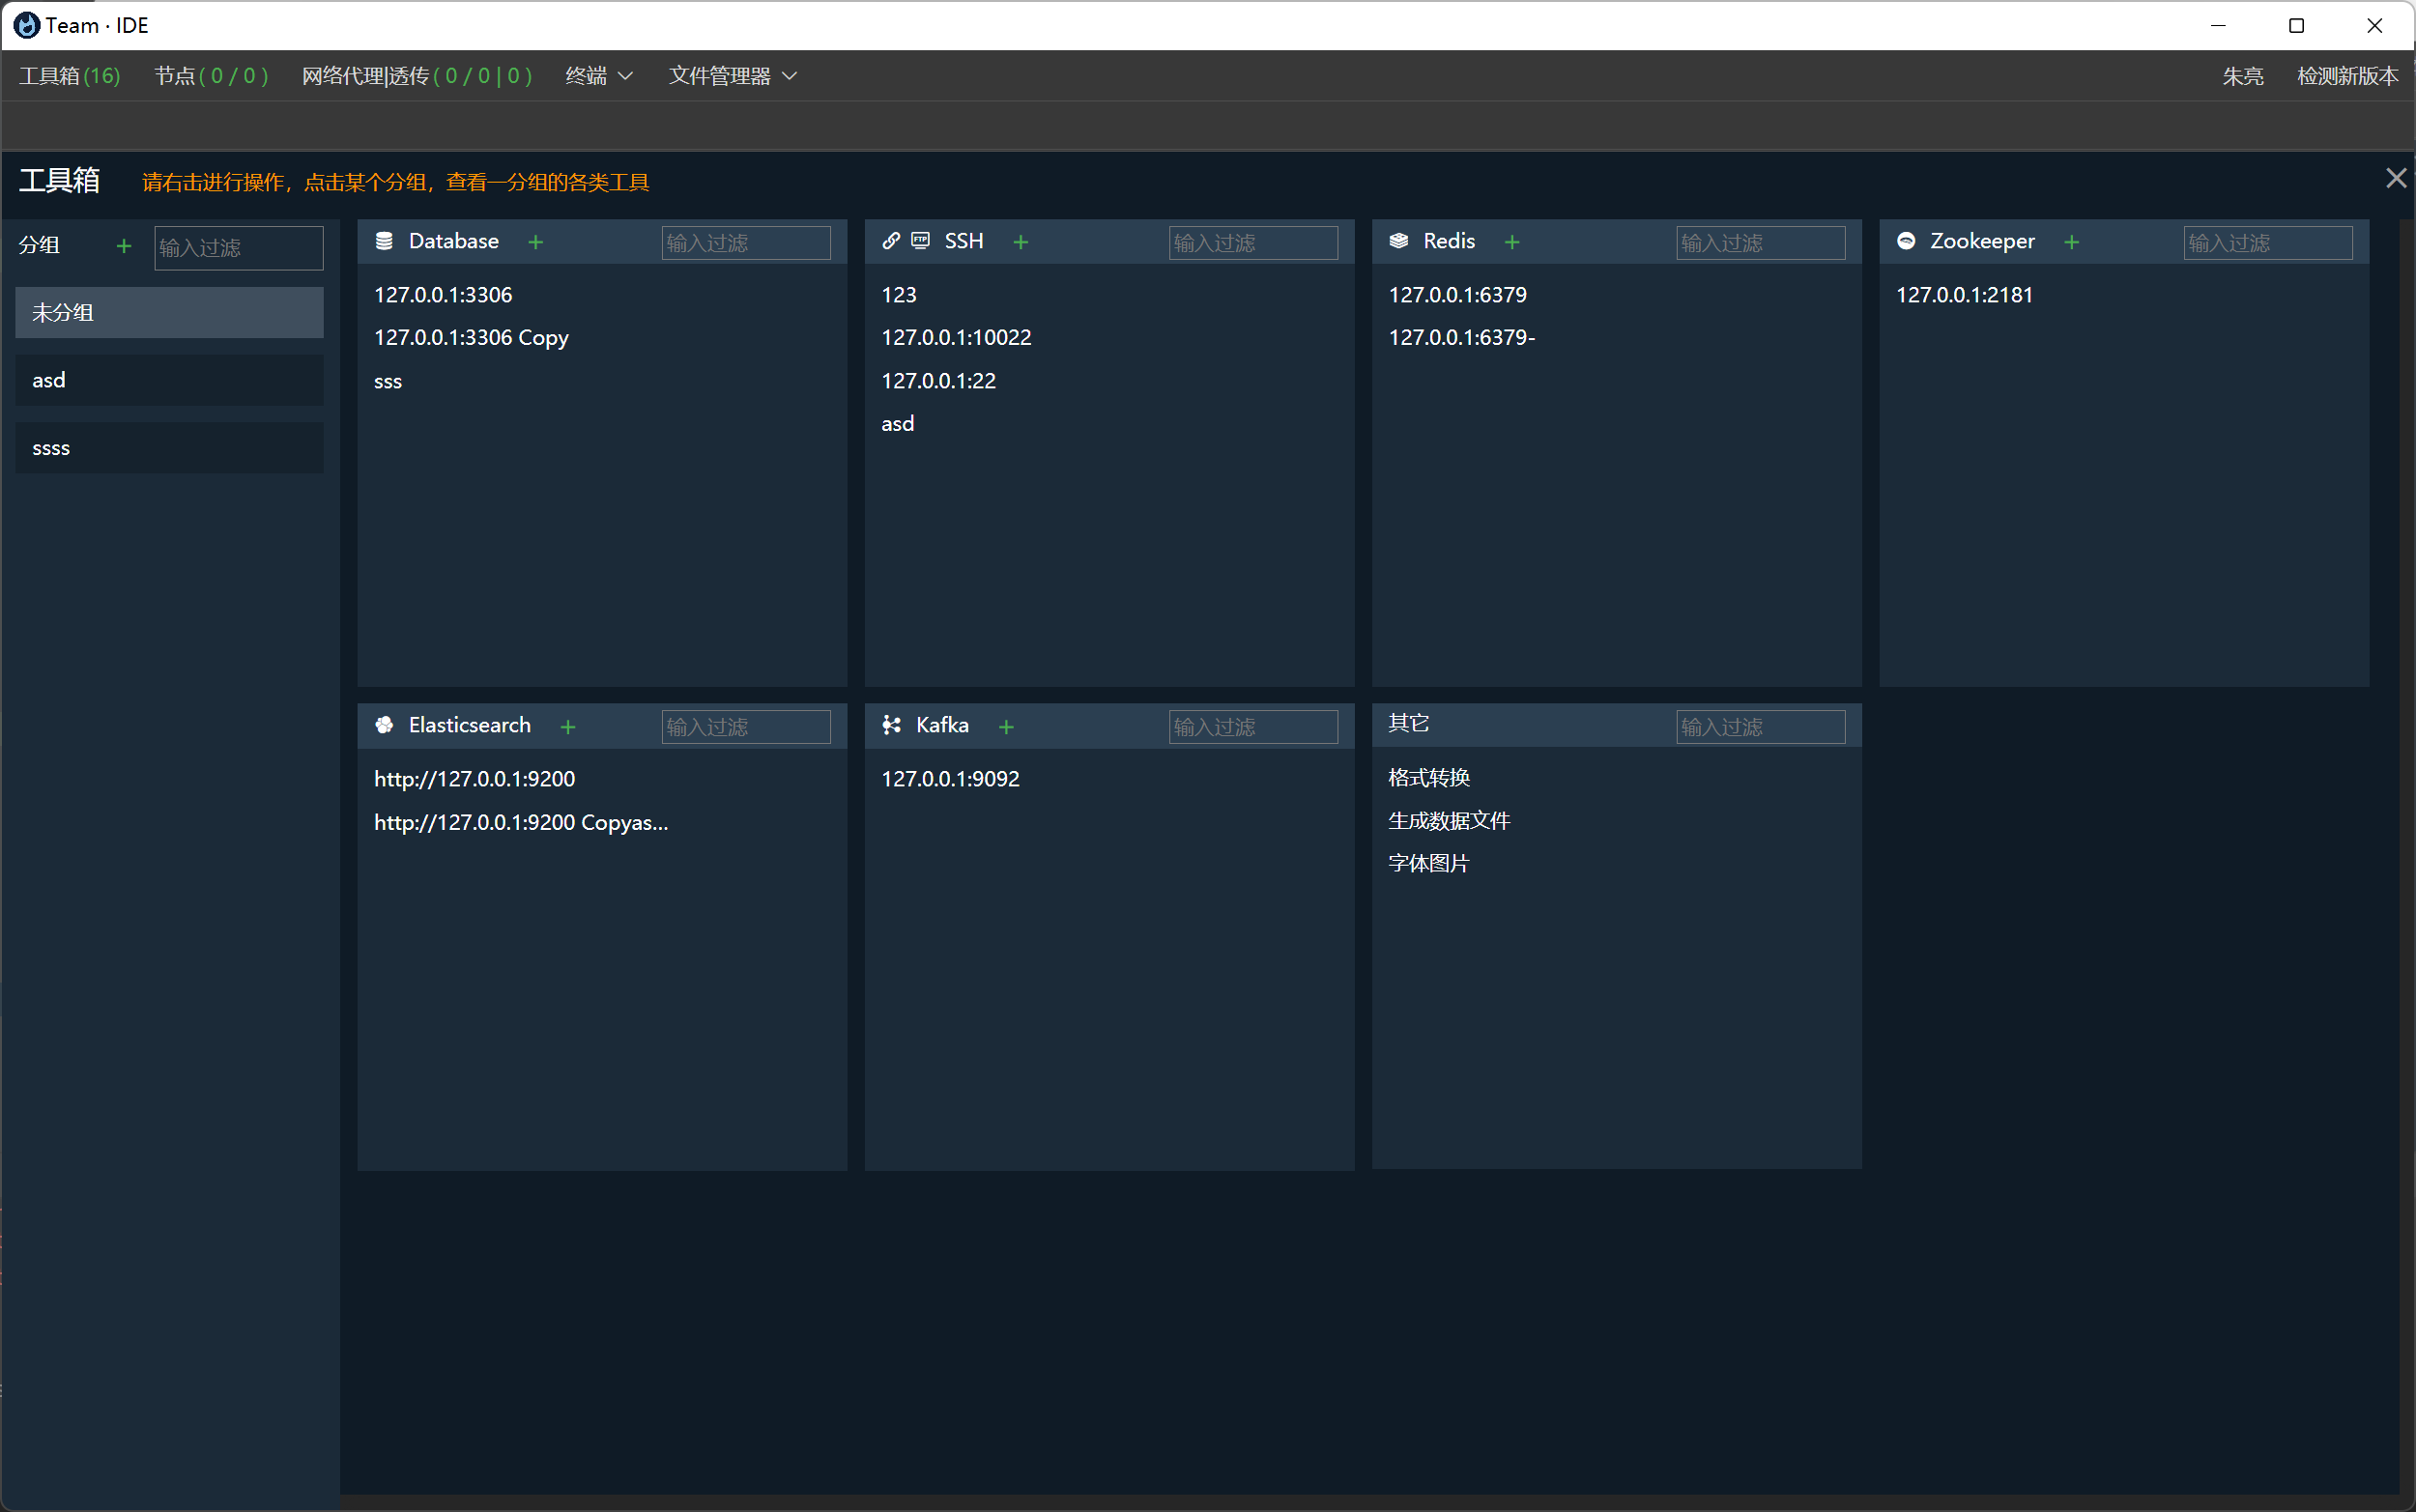 Team · IDE
工具箱(16) 节点( 0 / 0 ) 网络代理|透传( 0 / 0 | 0 ) 终端 文件管理器 朱亮 检测新版本
工具箱 请右击进行操作，点击某个分组，查看一分组的各类工具
分组 + 输入过滤
未分组
asd
ssss
Database + 输入过滤
127.0.0.1:3306
127.0.0.1:3306 Copy
sss
SSH + 输入过滤
123
127.0.0.1:10022
127.0.0.1:22
asd
Redis + 输入过滤
127.0.0.1:6379
127.0.0.1:6379-
Zookeeper + 输入过滤
127.0.0.1:2181
Elasticsearch + 输入过滤
http://127.0.0.1:9200
http://127.0.0.1:9200 Copyas...
Kafka + 输入过滤
127.0.0.1:9092
其它 输入过滤
格式转换
生成数据文件
字体图片